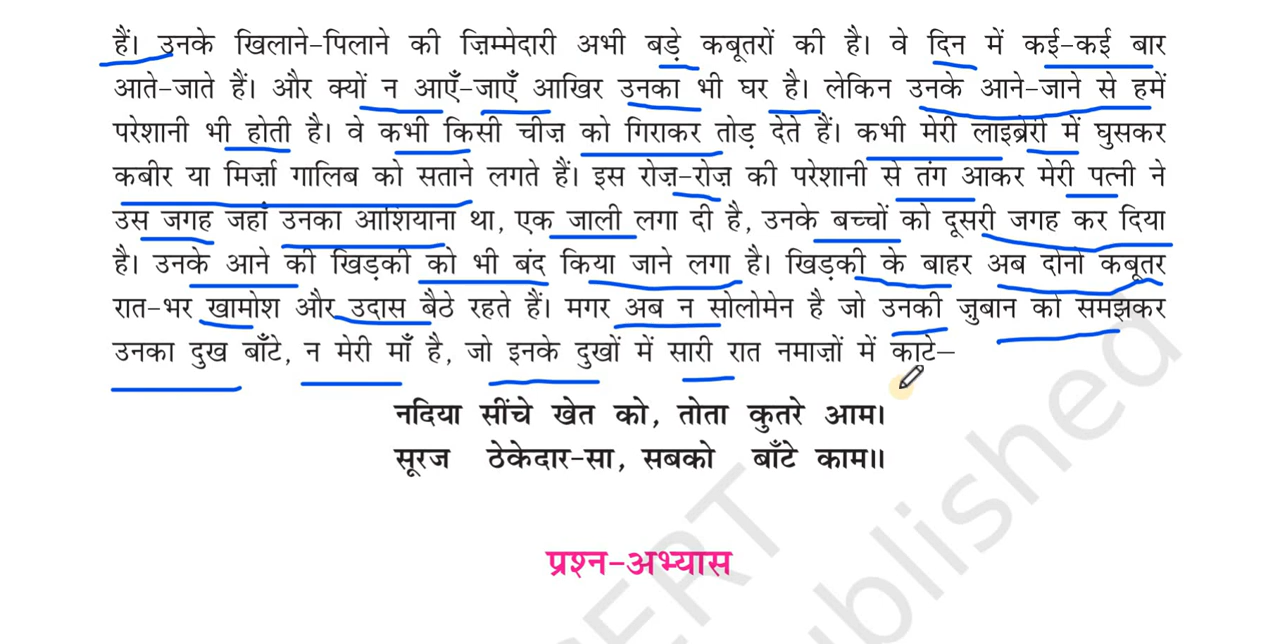 हैं। उनके खिलाने-पिलाने की ज़िम्मेदारी अभी बड़े कबूतरों की है। वे दिन में कई-कई बार
आते-जाते हैं। और क्यों न आएँ-जाएँ आखिर उनका भी घर है। लेकिन उनके आने-जाने से हमें
परेशानी भी होती है। वे कभी किसी चीज़ को गिराकर तोड़ देते हैं। कभी मेरी लाइब्रेरी में घुसकर
कबीर या मिर्ज़ा गालिब को सताने लगते हैं। इस रोज़-रोज़ की परेशानी से तंग आकर मेरी पत्नी ने
उस जगह जहाँ उनका आशियाना था, एक जाली लगा दी है, उनके बच्चों को दूसरी जगह कर दिया
है। उनके आने की खिड़की को भी बंद किया जाने लगा है। खिड़की के बाहर अब दोनों कबूतर
रात-भर खामोश और उदास बैठे रहते हैं। मगर अब न सोलोमेन है जो उनकी ज़ुबान को समझकर
उनका दुख बाँटे, न मेरी माँ है, जो इनके दुखों में सारी रात नमाज़ों में काटे—
नदिया सींचे खेत को, तोता कुतरे आम।
सूरज ठेकेदार-सा, सबको बाँटे काम॥
प्रश्न-अभ्यास
published